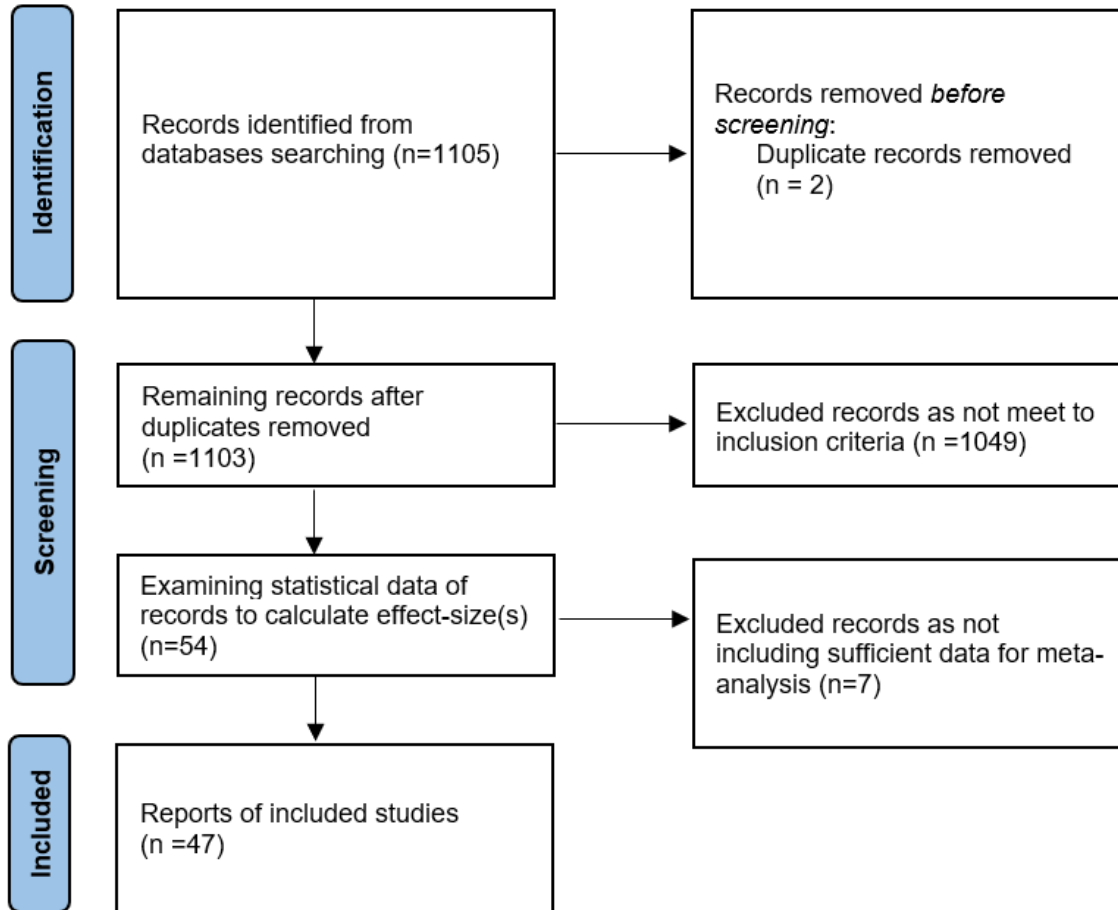 Identification
Records identified from
databases searching (n=1105)
Records removed before
screening:
Duplicate records removed
(n = 2)
Screening
Remaining records after
duplicates removed
(n =1103)
Excluded records as not meet to
inclusion criteria (n =1049)
Examining statistical data of
records to calculate effect-size(s)
(n=54)
Excluded records as not
including sufficient data for meta-
analysis (n=7)
Included
Reports of included studies
(n =47)